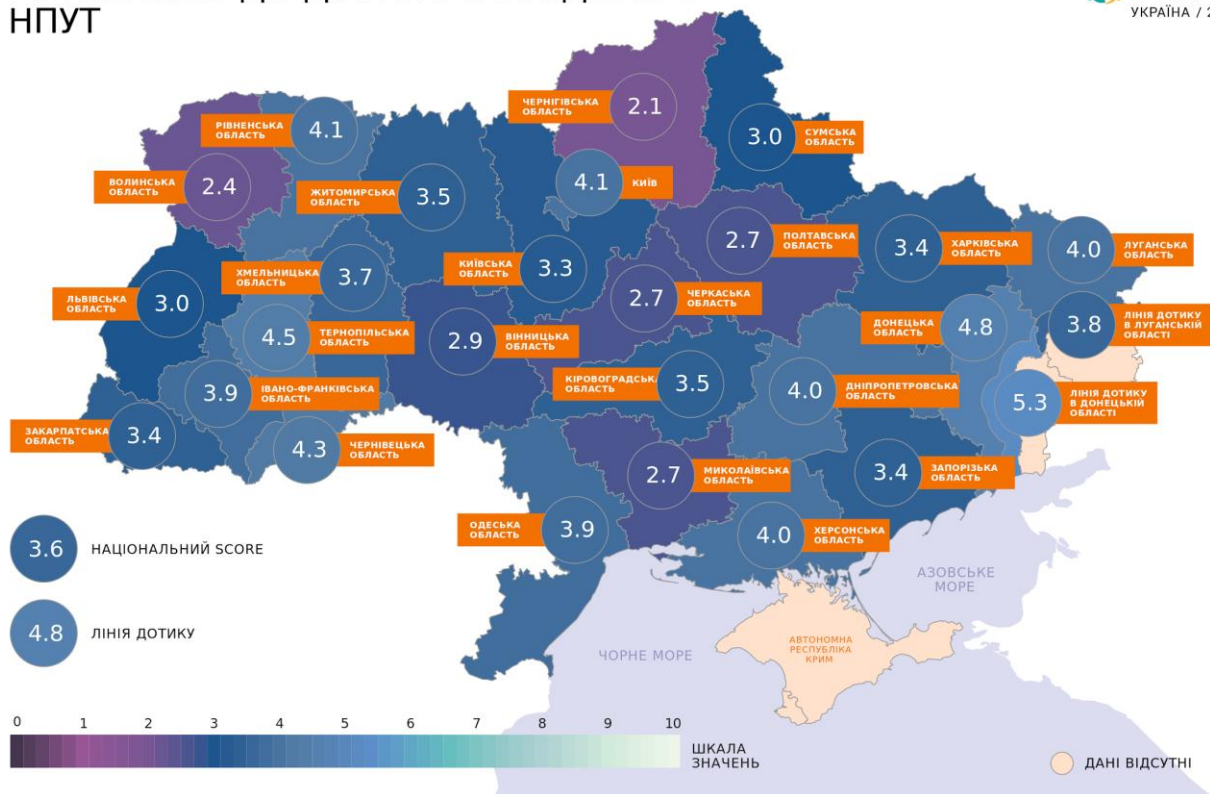 НПУТ
УКРАЇНА / 2
ЧЕРНІГІВСЬКА
ОБЛАСТЬ
2.1
РІВНЕНСЬКА
ОБЛАСТЬ
4.1
3.0
СУМСЬКА
ОБЛАСТЬ
ВОЛИНСЬКА
ОБЛАСТЬ
2.4
ЖИТОМИРСЬКА
ОБЛАСТЬ
3.5
4.1
КИЇВ
2.7
ПОЛТАВСЬКА
ОБЛАСТЬ
3.4
ХАРКІВСЬКА
ОБЛАСТЬ
4.0
ЛУГАНСЬКА
ОБЛАСТЬ
ХМЕЛЬНИЦЬКА
ОБЛАСТЬ
3.7
КИЇВСЬКА
ОБЛАСТЬ
3.3
2.7
ЧЕРКАСЬКА
ОБЛАСТЬ
ЛЬВІВСЬКА
ОБЛАСТЬ
3.0
4.5
ТЕРНОПІЛЬСЬКА
ОБЛАСТЬ
2.9
ВІННИЦЬКА
ОБЛАСТЬ
ДОНЕЦЬКА
ОБЛАСТЬ
4.8
3.8
ЛІНІЯ ДОТИКУ
В ЛУГАНСЬКІЙ
ОБЛАСТІ
3.9
ІВАНО-ФРАНКІВСЬКА
ОБЛАСТЬ
КІРОВОГРАДСЬКА
ОБЛАСТЬ
3.5
4.0
ДНІПРОПЕТРОВСЬКА
ОБЛАСТЬ
5.3
ЛІНІЯ ДОТИКУ
В ДОНЕЦЬКІЙ
ОБЛАСТІ
ЗАКАРПАТСЬКА
ОБЛАСТЬ
3.4
4.3
ЧЕРНІВЕЦЬКА
ОБЛАСТЬ
2.7
МИКОЛАЇВСЬКА
ОБЛАСТЬ
3.4
ЗАПОРІЗЬКА
ОБЛАСТЬ
ОДЕСЬКА
ОБЛАСТЬ
3.9
4.0
ХЕРСОНСЬКА
ОБЛАСТЬ
3.6
НАЦІОНАЛЬНИЙ SCORE
АЗОВСЬКЕ
МОРЕ
4.8
ЛІНІЯ ДОТИКУ
ЧОРНЕ МОРЕ
АВТОНОМНА
РЕСПУБЛІКА
КРИМ
0 1 2 3 4 5 6 7 8 9 10
ШКАЛА
ЗНАЧЕНЬ
ДАНІ ВІДСУТНІ